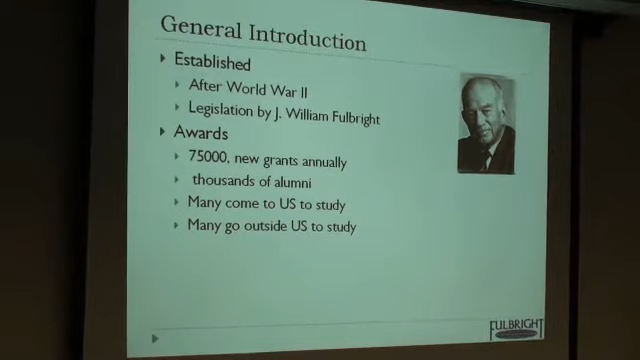 General Introduction
Established
After World War II
Legislation by J. William Fulbright
Awards
75000, new grants annually
thousands of alumni
Many come to US to study
Many go outside US to study
FULBRIGHT